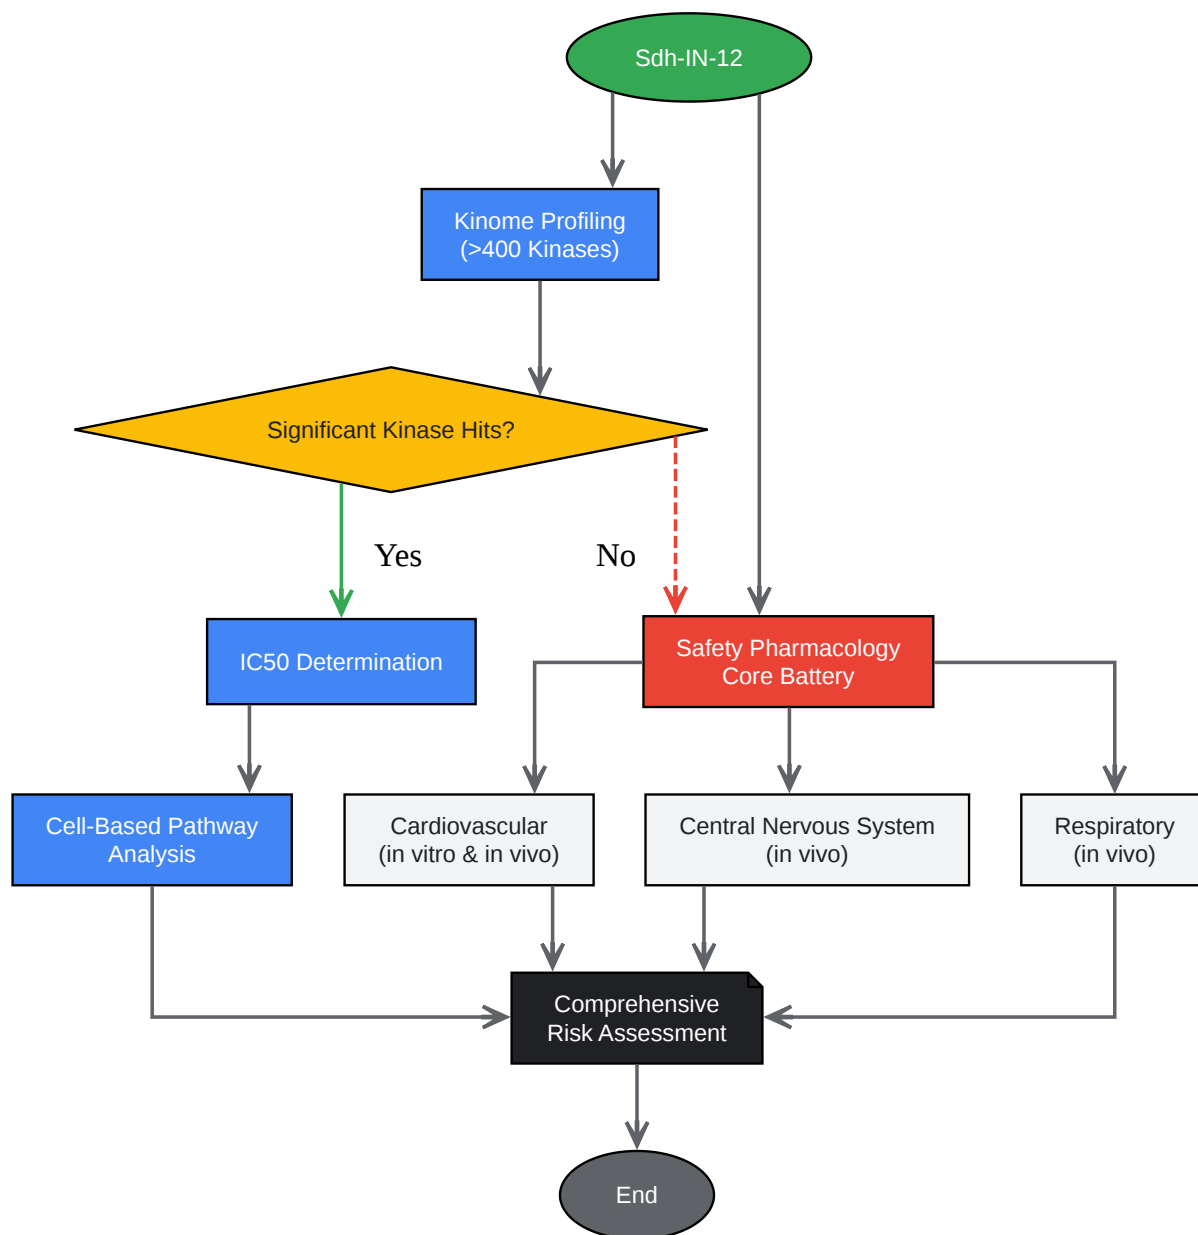 Sdh-IN-12
Kinome Profiling
(>400 Kinases)
Significant Kinase Hits?
Yes
No
IC50 Determination
Safety Pharmacology
Core Battery
Cell-Based Pathway
Analysis
Cardiovascular
(in vitro & in vivo)
Central Nervous System
(in vivo)
Respiratory
(in vivo)
Comprehensive
Risk Assessment
End